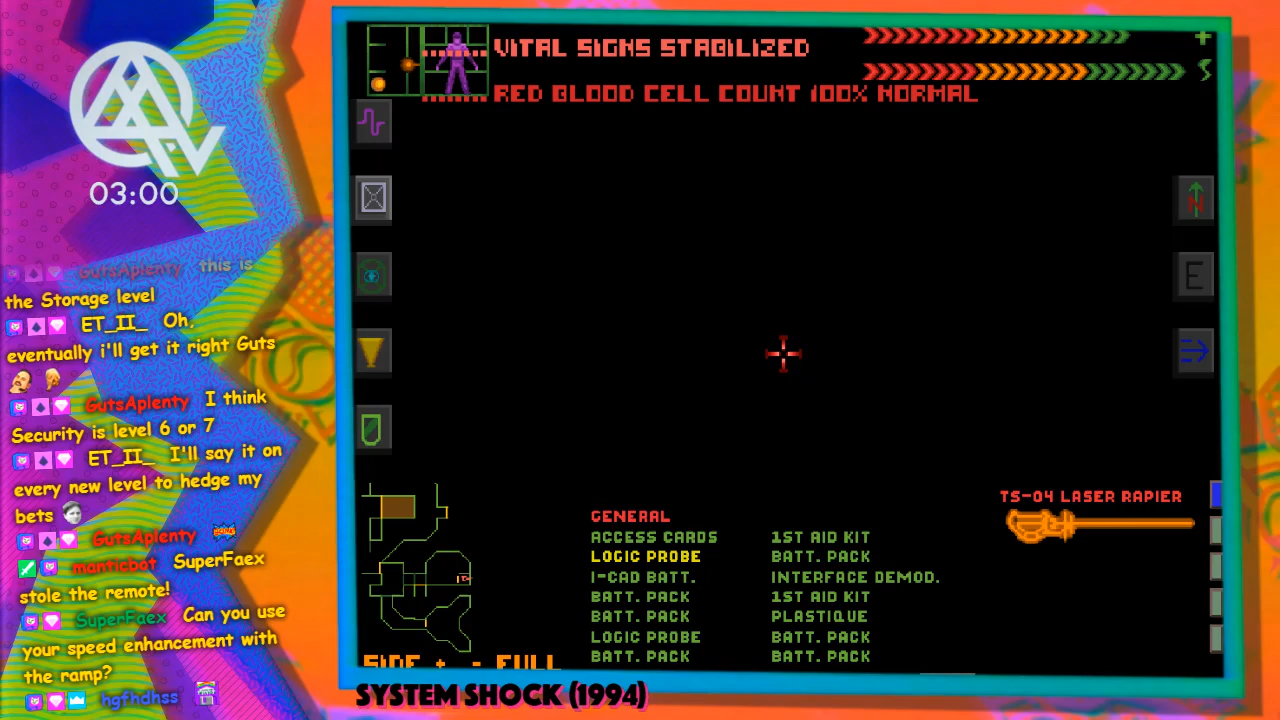 03:00
GutsAplenty this is
the Storage level
ET_II_ Oh,
eventually i'll get it right Guts
GutsAplenty I think
Security is level 6 or 7
ET_II_ I'll say it on
every new level to hedge my
bets
GutsAplenty
manticbot SuperFaex
stole the remote!
SuperFaex Can you use
your speed enhancement with
the ramp?
hgfhdhss
VITAL SIGNS STABILIZED
RED BLOOD CELL COUNT 100% NORMAL
N
E
TS-04 LASER RAPIER
GENERAL
ACCESS CARDS 1ST AID KIT
LOGIC PROBE BATT. PACK
I-CAD BATT. INTERFACE DEMOD.
BATT. PACK 1ST AID KIT
BATT. PACK PLASTIQUE
LOGIC PROBE BATT. PACK
BATT. PACK BATT. PACK
SIDE + - FULL
SYSTEM SHOCK (1994)